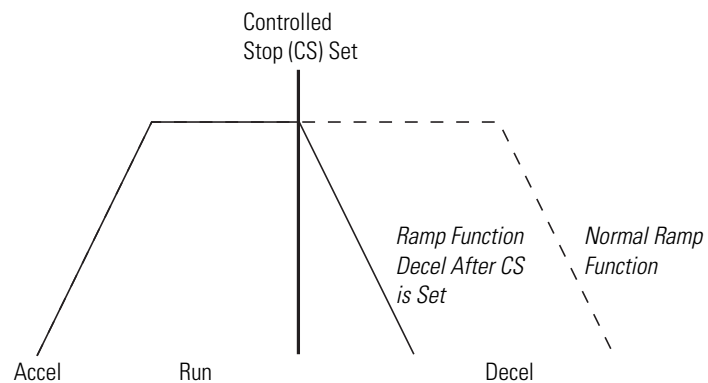 Controlled
Stop (CS) Set
Ramp Function
Decel After CS
is Set
Normal Ramp
Function
Accel
Run
Decel